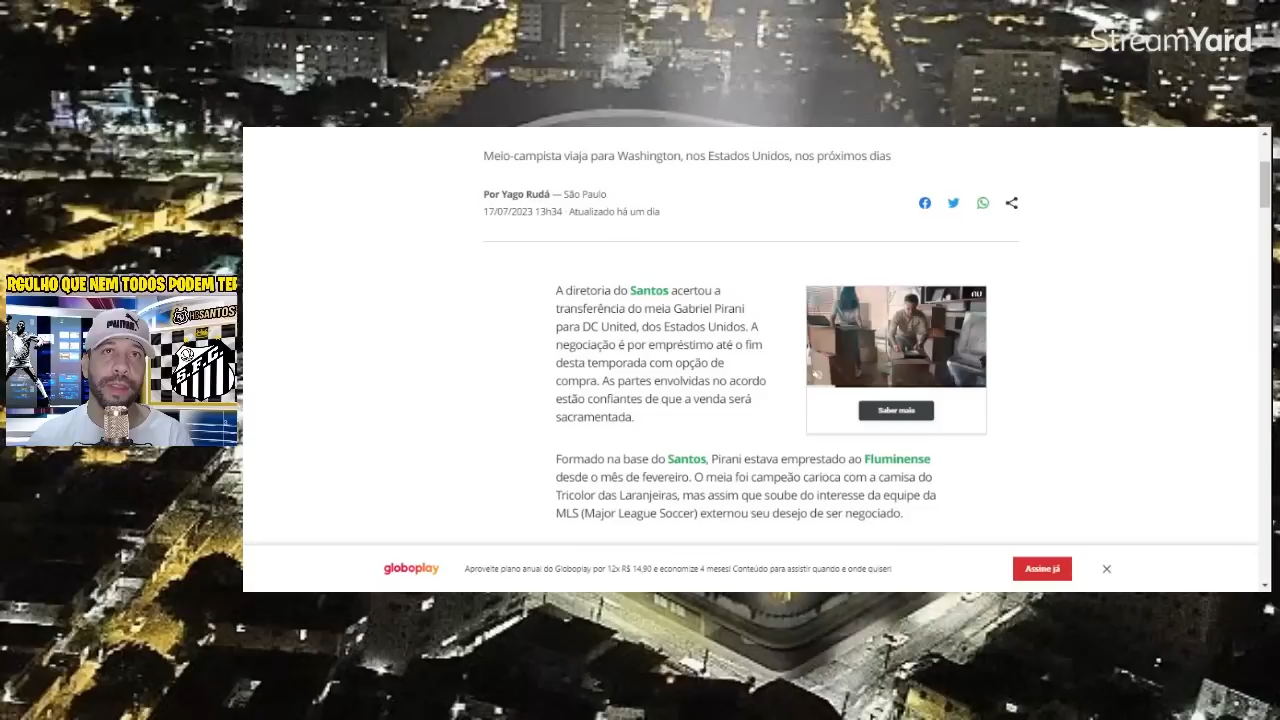 StreamYard
Meio-campista viaja para Washington, nos Estados Unidos, nos próximos dias
Por Yago Rudá — São Paulo
17/07/2023 13h34 · Atualizado há um dia
A diretoria do Santos acertou a
transferência do meia Gabriel Pirani
para DC United, dos Estados Unidos. A
negociação é por empréstimo até o fim
desta temporada com opção de
compra. As partes envolvidas no acordo
estão confiantes de que a venda será
sacramentada.
Saber mais
Formado na base do Santos, Pirani estava emprestado ao Fluminense
desde o mês de fevereiro. O meia foi campeão carioca com a camisa do
Tricolor das Laranjeiras, mas assim que soube do interesse da equipe da
MLS (Major League Soccer) externou seu desejo de ser negociado.
globoplay
Aproveite plano anual do Globoplay por 12x R$ 14,90 e economize 4 meses! Conteúdo para assistir quando e onde quiser!
Assine já
RGULHO QUE NEM TODOS PODEM TER
PUMA
SANTOS